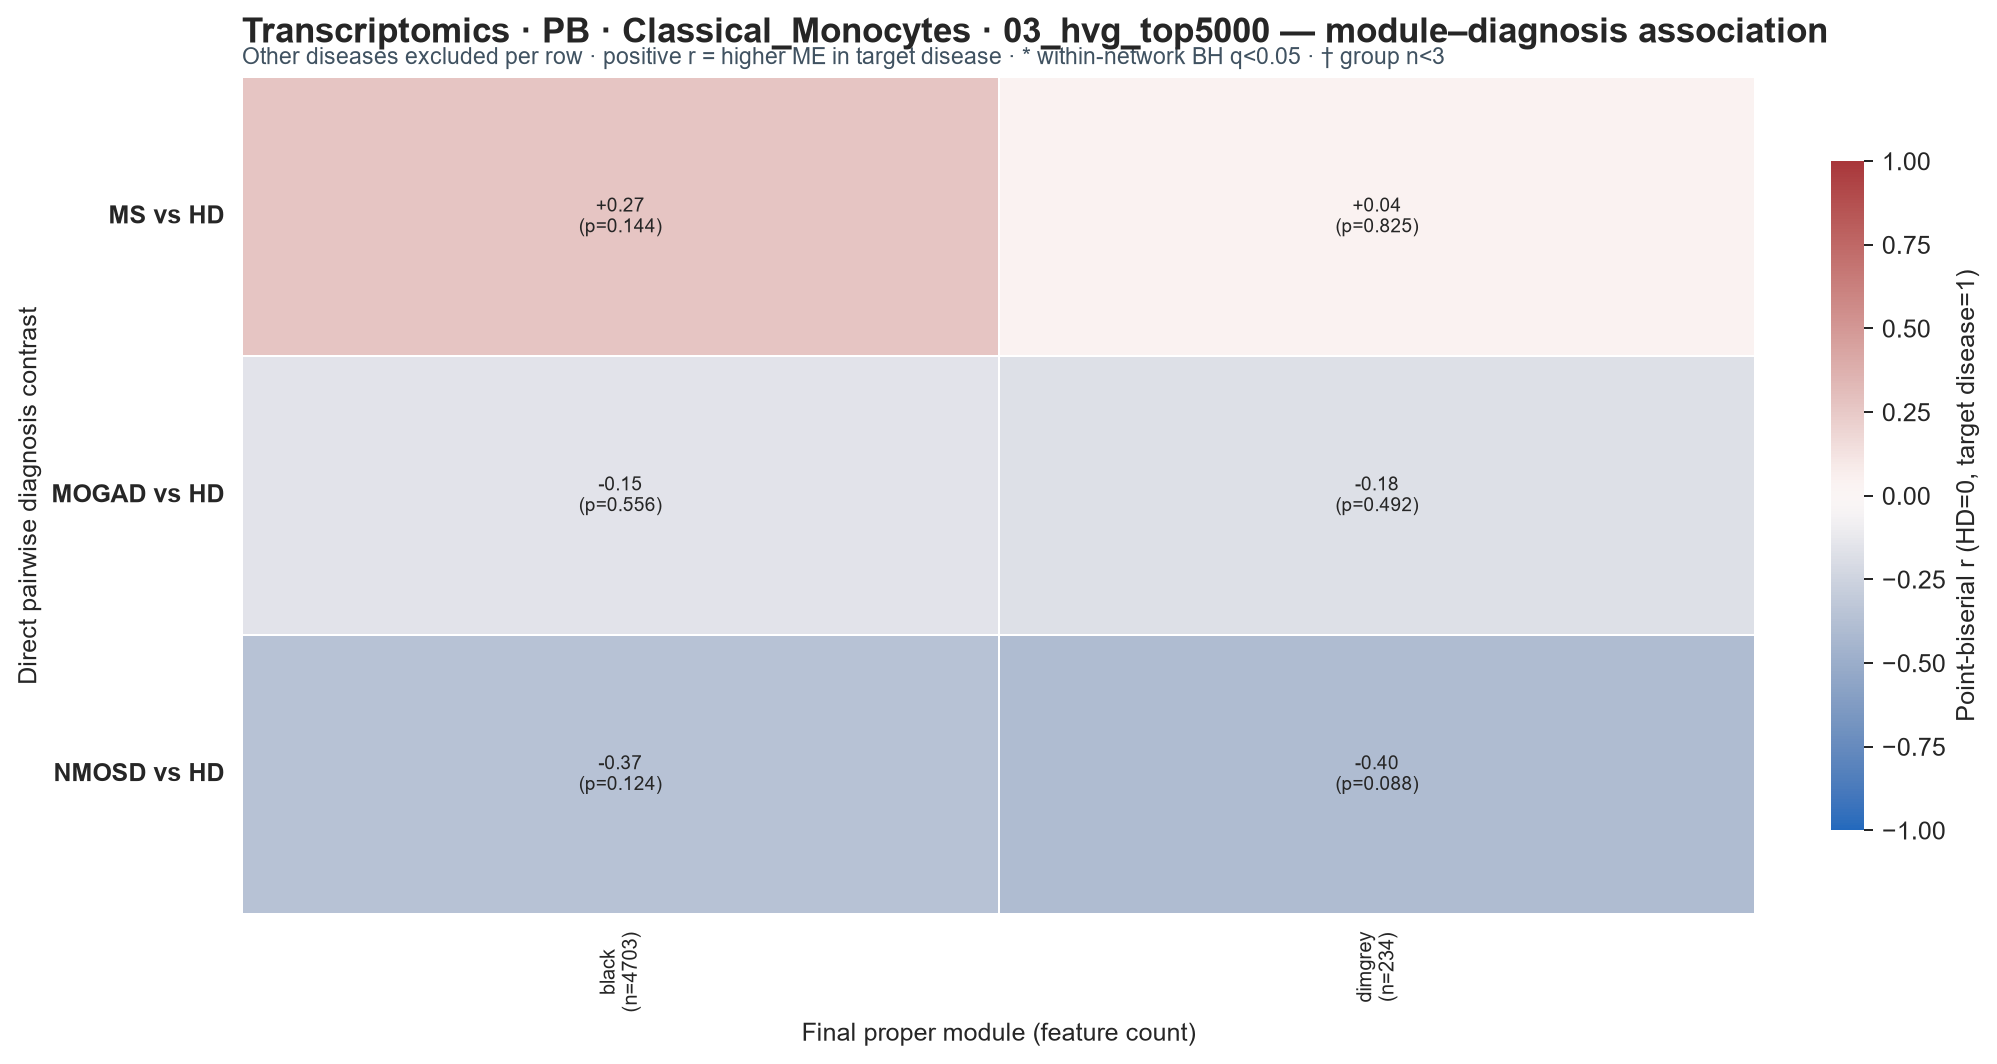 Transcriptomics · PB · Classical_Monocytes · 03_hvg_top5000 — module–diagnosis association
Other diseases excluded per row · positive r = higher ME in target disease · * within-network BH q<0.05 · † group n<3
Direct pairwise diagnosis contrast
MS vs HD
+0.27
(p=0.144)
+0.04
(p=0.825)
MOGAD vs HD
-0.15
(p=0.556)
-0.18
(p=0.492)
NMOSD vs HD
-0.37
(p=0.124)
-0.40
(p=0.088)
black
(n=4703)
dimgrey
(n=234)
Final proper module (feature count)
1.00
0.75
0.50
0.25
0.00
−0.25
−0.50
−0.75
−1.00
Point-biserial r (HD=0, target disease=1)